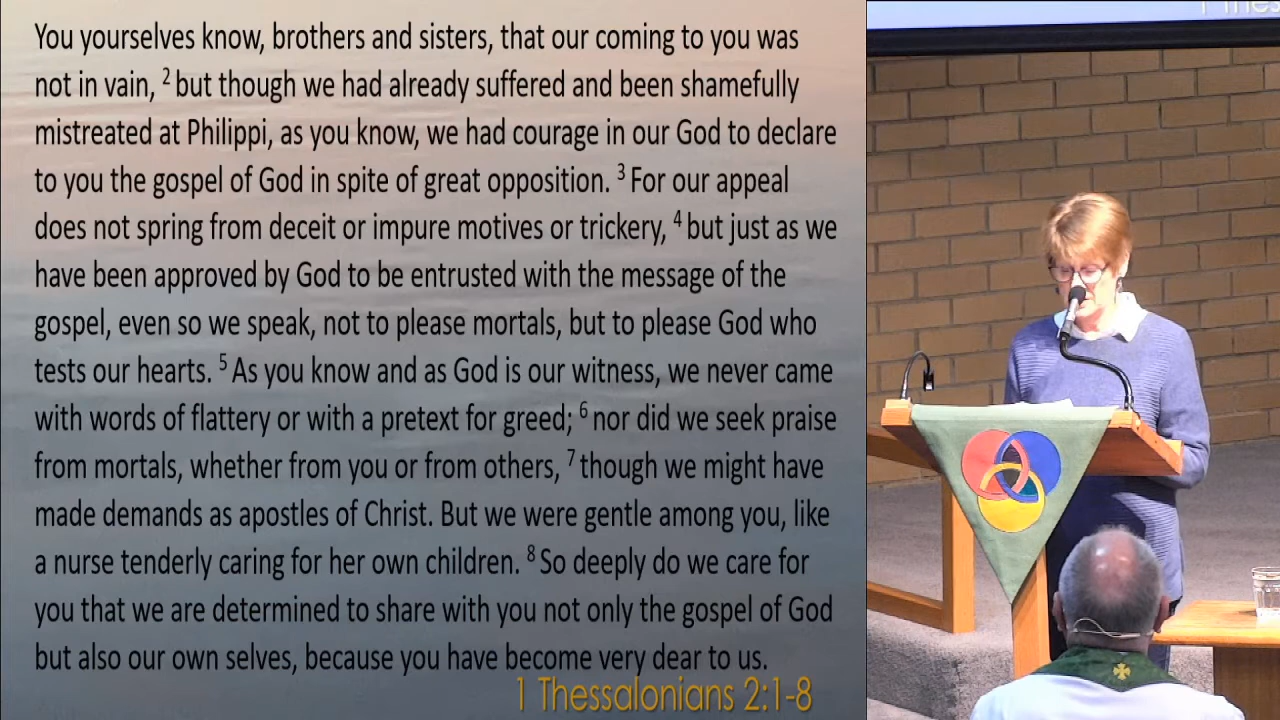 You yourselves know, brothers and sisters, that our coming to you was
not in vain, 2 but though we had already suffered and been shamefully
mistreated at Philippi, as you know, we had courage in our God to declare
to you the gospel of God in spite of great opposition. 3 For our appeal
does not spring from deceit or impure motives or trickery, 4 but just as we
have been approved by God to be entrusted with the message of the
gospel, even so we speak, not to please mortals, but to please God who
tests our hearts. 5 As you know and as God is our witness, we never came
with words of flattery or with a pretext for greed; 6 nor did we seek praise
from mortals, whether from you or from others, 7 though we might have
made demands as apostles of Christ. But we were gentle among you, like
a nurse tenderly caring for her own children. 8 So deeply do we care for
you that we are determined to share with you not only the gospel of God
but also our own selves, because you have become very dear to us.
1 Thessalonians 2:1-8